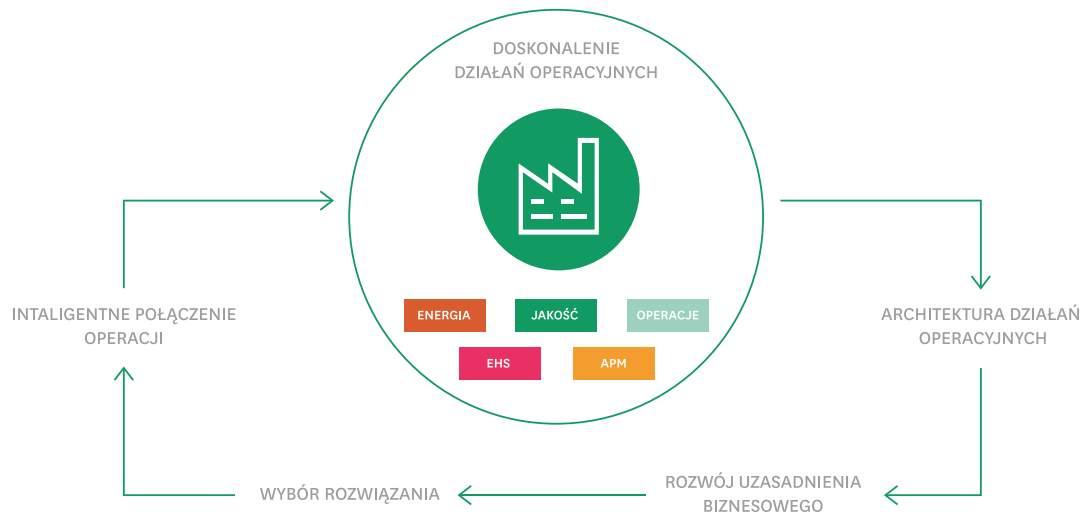 DOSKONALENIE
DZIAŁAŃ OPERACYJNYCH
ENERGIA
JAKOŚĆ
OPERACJE
EHS
APM
INTALIGENTNE POŁĄCZENIE
OPERACJI
ARCHITEKTURA DZIAŁAŃ
OPERACYJNYCH
WYBÓR ROZWIĄZANIA
ROZWÓJ UZASADNIENIA
BIZNESOWEGO